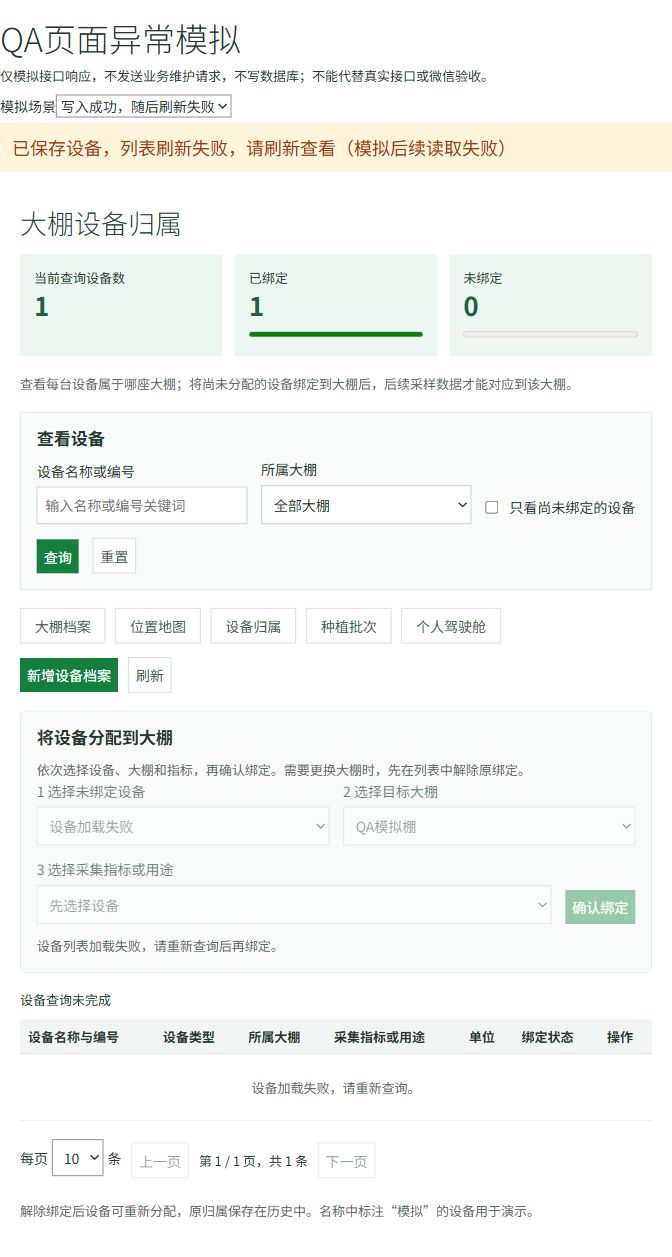 QA页面异常模拟
仅模拟接口响应，不发送业务维护请求，不写数据库；不能代替真实接口或微信验收。
模拟场景 写入成功，随后刷新失败
已保存设备，列表刷新失败，请刷新查看（模拟后续读取失败）
大棚设备归属
当前查询设备数
1
已绑定
1
未绑定
0
查看每台设备属于哪座大棚；将尚未分配的设备绑定到大棚后，后续采样数据才能对应到该大棚。
查看设备
设备名称或编号
所属大棚
输入名称或编号关键词
全部大棚
只看尚未绑定的设备
查询
重置
大棚档案
位置地图
设备归属
种植批次
个人驾驶舱
新增设备档案
刷新
将设备分配到大棚
依次选择设备、大棚和指标，再确认绑定。需要更换大棚时，先在列表中解除原绑定。
1 选择未绑定设备
2 选择目标大棚
设备加载失败
QA模拟棚
3 选择采集指标或用途
先选择设备
确认绑定
设备列表加载失败，请重新查询后再绑定。
设备查询未完成
设备名称与编号 设备类型 所属大棚 采集指标或用途 单位 绑定状态 操作
设备加载失败，请重新查询。
每页 10 条 上一页 第 1 / 1 页，共 1 条 下一页
解除绑定后设备可重新分配，原归属保存在历史中。名称中标注“模拟”的设备用于演示。